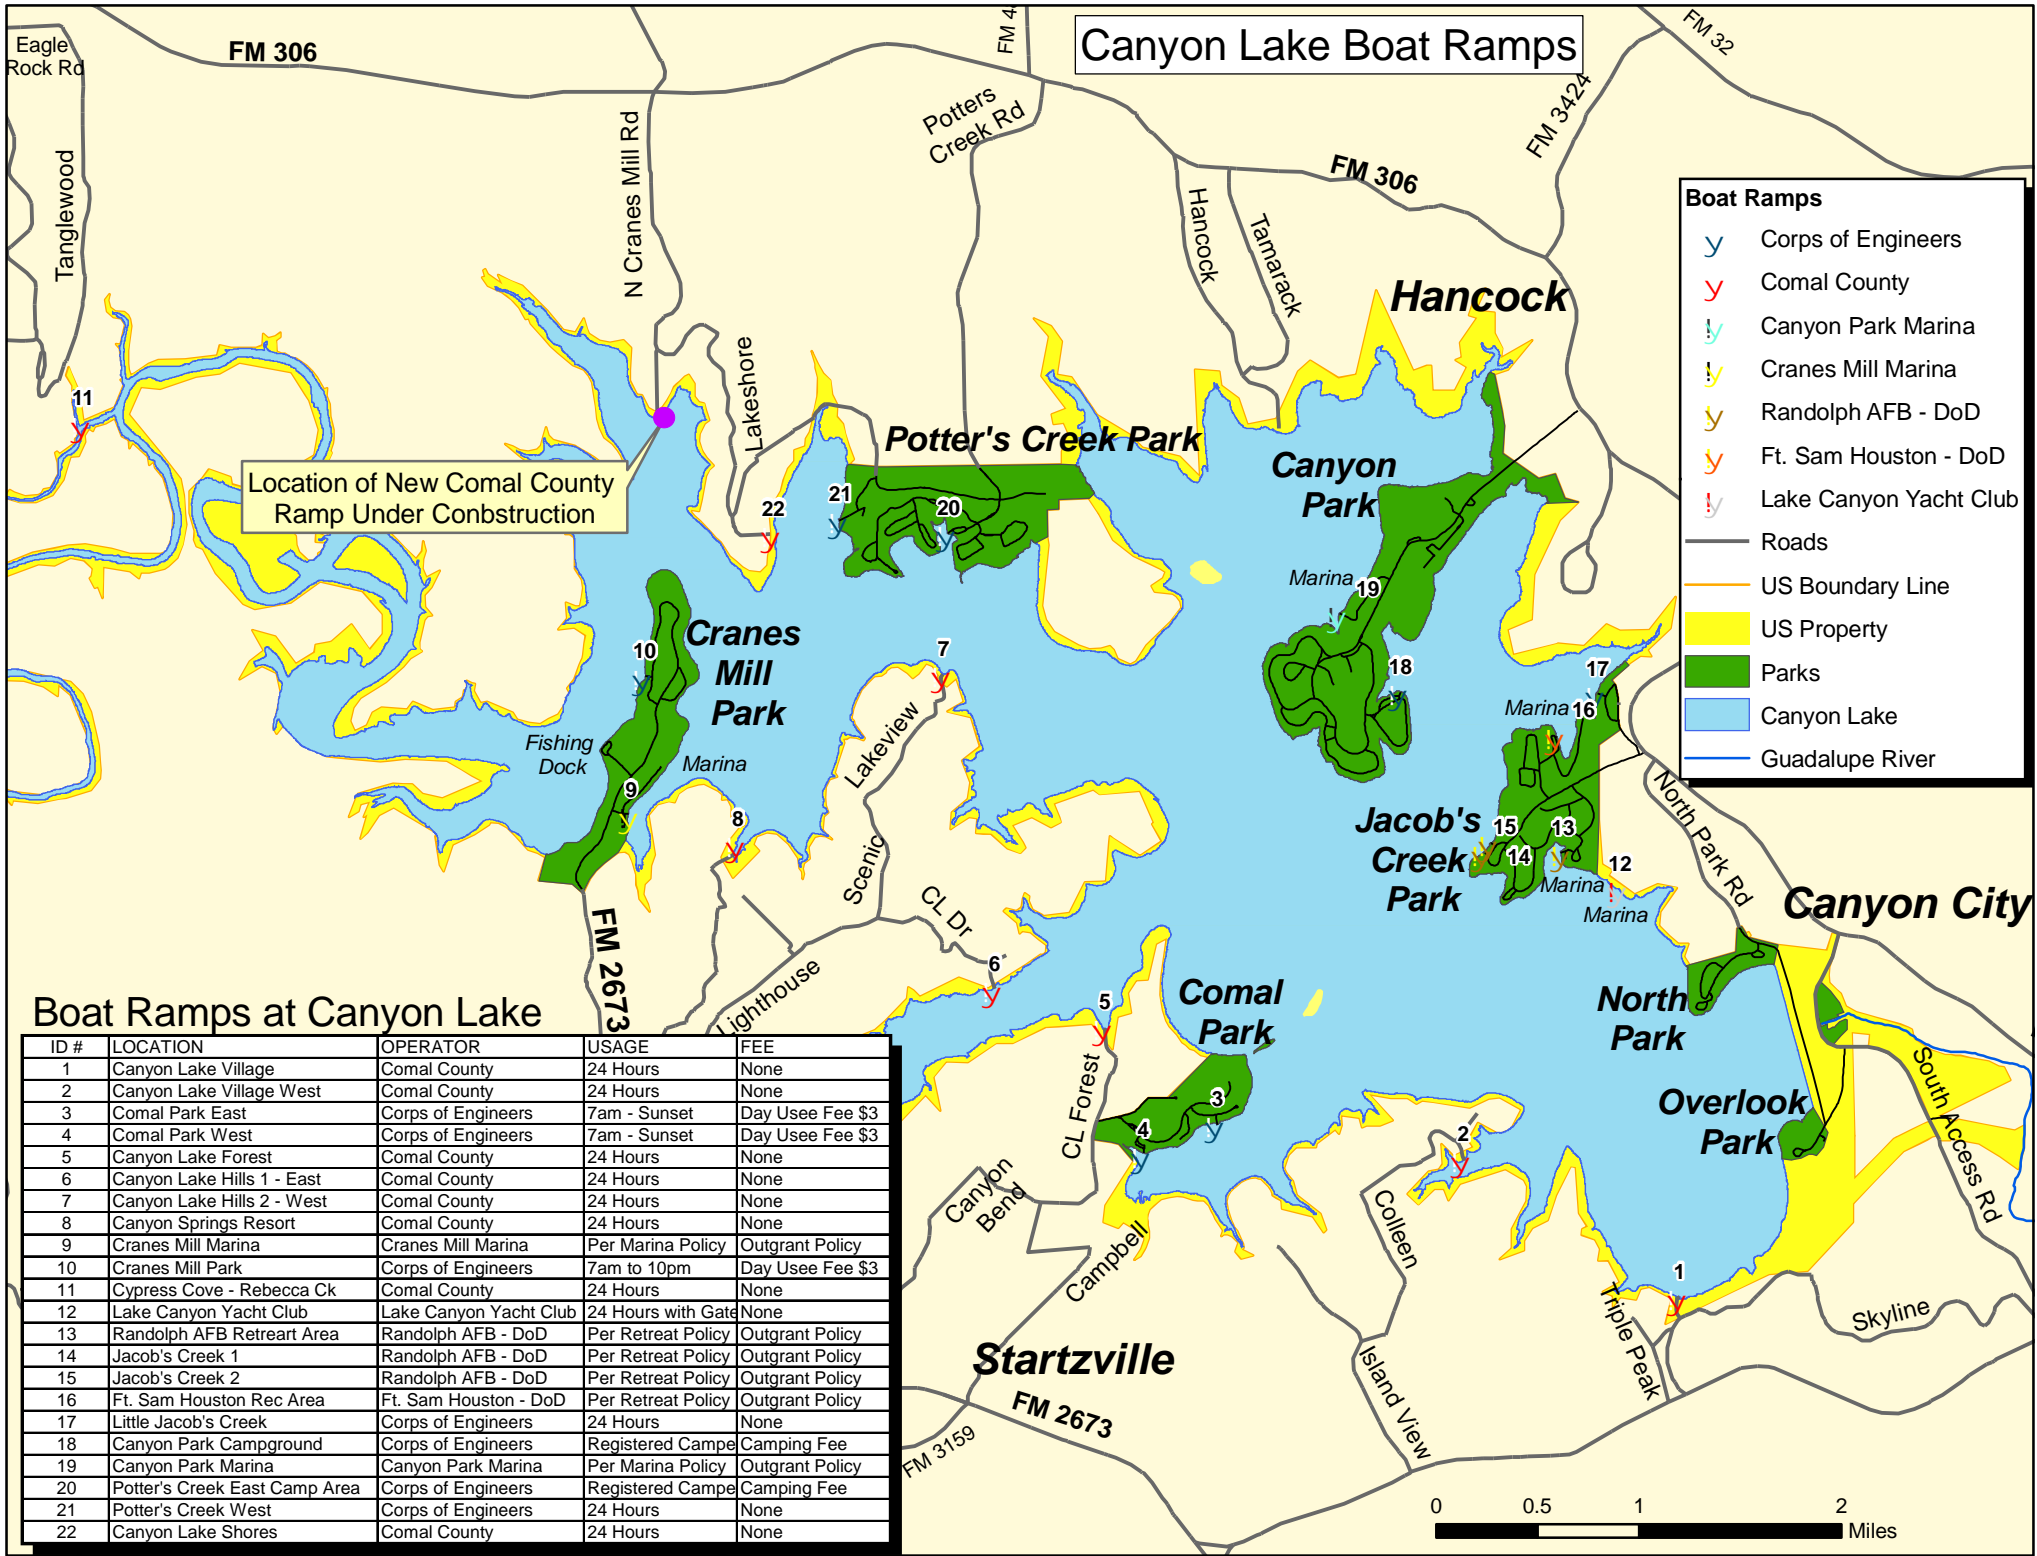 Canyon Lake Boat Ramps
Eagle
Rock Rd
FM 306
FM 4
FM 32
FM 3424
Potters
Creek Rd
N Cranes Mill Rd
Tanglewood
FM 306
Hancock
Tamarack
Hancock
Boat Ramps
Corps of Engineers
Comal County
Canyon Park Marina
Cranes Mill Marina
Randolph AFB - DoD
Ft. Sam Houston - DoD
Lake Canyon Yacht Club
Roads
US Boundary Line
US Property
Parks
Canyon Lake
Guadalupe River
11
Lakeshore
Potter's Creek Park
Canyon
Park
Location of New Comal County
Ramp Under Conbstruction
22
21
20
Marina
19
Cranes
Mill
Park
10
7
18
17
Marina
16
Fishing
Dock
Marina
Lakeview
9
8
Scenic
CL Dr
North Park Rd
Jacob's
Creek
Park
15
13
14
12
Marina
Marina
Canyon City
FM 2673
Lighthouse
6
5
Comal
Park
North
Park
CL Forest
3
4
2
Overlook
Park
South Access Rd
Canyon
Bend
Campbell
Colleen
1
Triple Peak
Skyline
Startzville
FM 2673
FM 3159
Island View
0 0.5 1 2
Miles
Boat Ramps at Canyon Lake
ID # LOCATION OPERATOR USAGE FEE
1 Canyon Lake Village Comal County 24 Hours None
2 Canyon Lake Village West Comal County 24 Hours None
3 Comal Park East Corps of Engineers 7am - Sunset Day Usee Fee $3
4 Comal Park West Corps of Engineers 7am - Sunset Day Usee Fee $3
5 Canyon Lake Forest Comal County 24 Hours None
6 Canyon Lake Hills 1 - East Comal County 24 Hours None
7 Canyon Lake Hills 2 - West Comal County 24 Hours None
8 Canyon Springs Resort Comal County 24 Hours None
9 Cranes Mill Marina Cranes Mill Marina Per Marina Policy Outgrant Policy
10 Cranes Mill Park Corps of Engineers 7am to 10pm Day Usee Fee $3
11 Cypress Cove - Rebecca Ck Comal County 24 Hours None
12 Lake Canyon Yacht Club Lake Canyon Yacht Club 24 Hours with Gate None
13 Randolph AFB Retreart Area Randolph AFB - DoD Per Retreat Policy Outgrant Policy
14 Jacob's Creek 1 Randolph AFB - DoD Per Retreat Policy Outgrant Policy
15 Jacob's Creek 2 Randolph AFB - DoD Per Retreat Policy Outgrant Policy
16 Ft. Sam Houston Rec Area Ft. Sam Houston - DoD Per Retreat Policy Outgrant Policy
17 Little Jacob's Creek Corps of Engineers 24 Hours None
18 Canyon Park Campground Corps of Engineers Registered Campe Camping Fee
19 Canyon Park Marina Canyon Park Marina Per Marina Policy Outgrant Policy
20 Potter's Creek East Camp Area Corps of Engineers Registered Campe Camping Fee
21 Potter's Creek West Corps of Engineers 24 Hours None
22 Canyon Lake Shores Comal County 24 Hours None